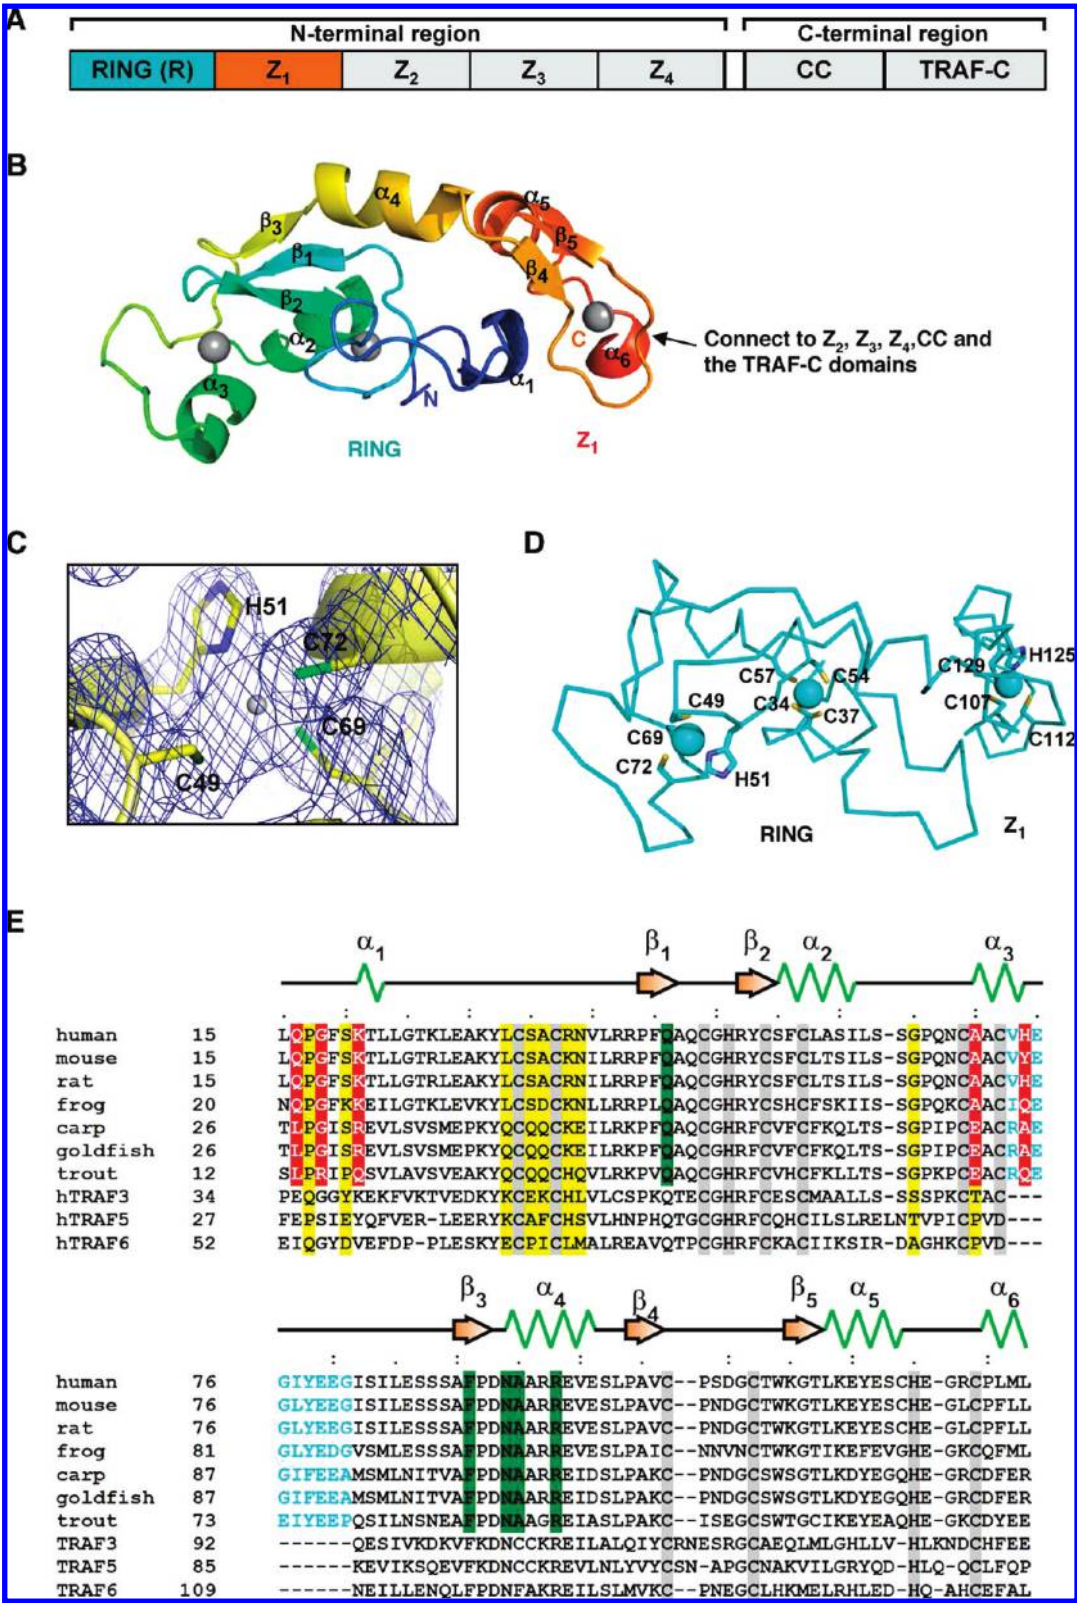 A
N-terminal region
C-terminal region
RING (R) Z1 Z2 Z3 Z4 CC TRAF-C
B
α4
α5
β3
β5
β1
β4
β2
α2
C
α6
α3
α1
N
Connect to Z2, Z3, Z4,CC and
the TRAF-C domains
RING
Z1
C
H51
C72
C69
C49
D
C129
H125
C57
C54
C107
C49
C34
C37
C69
C112
C72
H51
RING
Z1
E
α1 β1 β2 α2 α3
human 15 LQPGFSKTLLGTKLEAKYLCSACRNVLRRPFQAQCGHRYCSFCLASILS-SGPQNCAACVHE
mouse 15 LQPGFSKTLLGTKLEAKYLCSACKNILRRPFQAQCGHRYCSFCLTSILS-SGPQNCAACVYE
rat 15 LQPGFSKTLLGTRLEAKYLCSACKNILRRPFQAQCGHRYCSFCLTSILS-SGPQNCAACVHE
frog 20 NQPGFKKEILGTKLEVKYLCSDCKNLLRRPLQAQCGHRYCSHCFSKIIS-SGPQKCAACIQE
carp 26 TLPGISREVLSVSMEPKYQCQQCKEILRKPFQAQCGHRFCVFCFKQLTS-SGPIPCEACRAE
goldfish 26 TLPGISREVLSVSMEPKYQCQQCKEILRKPFQAQCGHRFCVFCFKQLTS-SGPIPCEACRAE
trout 12 SLPRIPQSVLAVSVEAKYQCQQCHQVLRKPVQAQCGHRFCVHCFKLLTS-SGPKPCEACRQE
hTRAF3 34 PEQGGYKEKFVKTVEDKYKCEKCHLVLCSPKQTECGHRFCESCMAALLS-SSSPKCTAC---
hTRAF5 27 FEPSIEYQFVER-LEERYKCAFCHSVLHNPHQTGCGHRFCQHCILSLRELNTVPICPVD---
hTRAF6 52 EIQGYDVEFDP-PLESKYECPICLMALREAVQTPCGHRFCKACIIKSIR-DAGHKCPVD---
β3 α4 β4 β5 α5 α6
human 76 GIYEEGISILESSSAFPDNAARREVESLPAVC--PSDGCTWKGTLKEYESCHE-GRCPLML
mouse 76 GLYEEGISILESSSAFPDNAARREVESLPAVC--PNDGCTWKGTLKEYESCHE-GLCPFLL
rat 76 GLYEEGISILESSSAFPDNAARREVESLPAVC--PNDGCTWKGTLKEYESCHE-GLCPFLL
frog 81 GLYEDGVSMLESSSAFPDNAARREVESLPAIC--NNVNCTWKGTIKEFEVGHE-GKCQFML
carp 87 GIFEEAMSMLNITVAFPDNAARREIDSLPAKC--PNDGCSWSGTLKDYEGQHE-GRCDFER
goldfish 87 GIFEEAMSMLNITVAFPDNAARREIDSLPAKC--PNDGCSWSGTLKDYEGQHE-GRCDFER
trout 73 EIYEEPQSILNSNEAFPDNAAGREIASLPAKC--ISEGCSWTGCIKEYEAQHE-GKCDYEE
TRAF3 92 ------QESIVKDKVFKDNCCKREILALQIYCRNESRGCAEQLMLGHLLV-HLKNDCHFEE
TRAF5 85 ------KEVIKSQEVFKDNCCKREVLNLYVYCSN-APGCNAKVILGRYQD-HLQ-QCLFQP
TRAF6 109 ------NEILLENQLFPDNFAKREILSLMVKC--PNEGCLHKMELRHLED-HQ-AHCEFAL